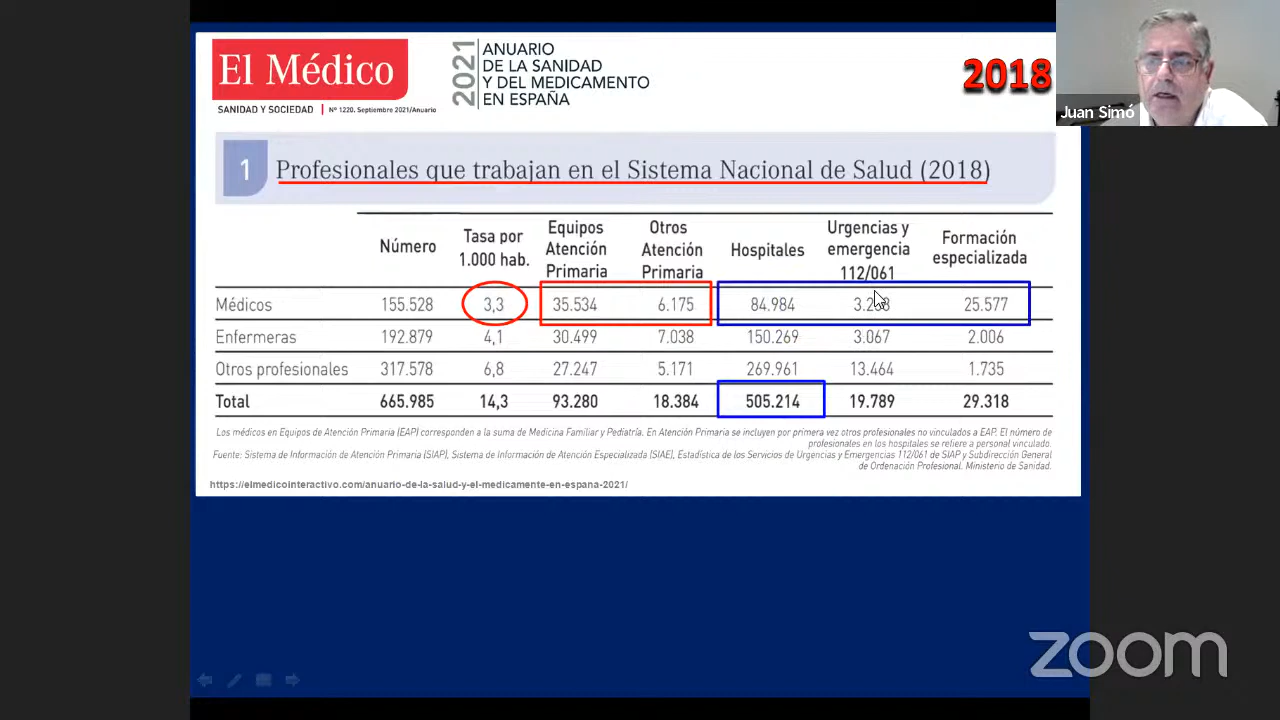 El Médico
SANIDAD Y SOCIEDAD | Nº 1220. Septiembre 2021/Anuario
2021
ANUARIO
DE LA SANIDAD
Y DEL MEDICAMENTO
EN ESPAÑA
2018
Juan Simó
1 Profesionales que trabajan en el Sistema Nacional de Salud (2018)
Número Tasa por 1.000 hab. Equipos Atención Primaria Otros Atención Primaria Hospitales Urgencias y emergencia 112/061 Formación especializada
Médicos 155.528 3,3 35.534 6.175 84.984 25.577
Enfermeras 192.879 4,1 30.499 7.038 150.269 3.067 2.006
Otros profesionales 317.578 6,8 27.247 5.171 269.961 13.464 1.735
Total 665.985 14,3 93.280 18.384 505.214 19.789 29.318
Los médicos en Equipos de Atención Primaria (EAP) corresponden a la suma de Medicina Familiar y Pediatría. En Atención Primaria se incluyen por primera vez otros profesionales no vinculados a EAP. El número de
profesionales en los hospitales se refiere a personal vinculado.
Fuente: Sistema de Información de Atención Primaria (SIAP), Sistema de Información de Atención Especializada (SIAE), Estadística de los Servicios de Urgencias y Emergencias 112/061 de SIAP y Subdirección General
de Ordenación Profesional. Ministerio de Sanidad.
https://elmedicointeractivo.com/anuario-de-la-salud-y-el-medicamente-en-espana-2021/
zoom